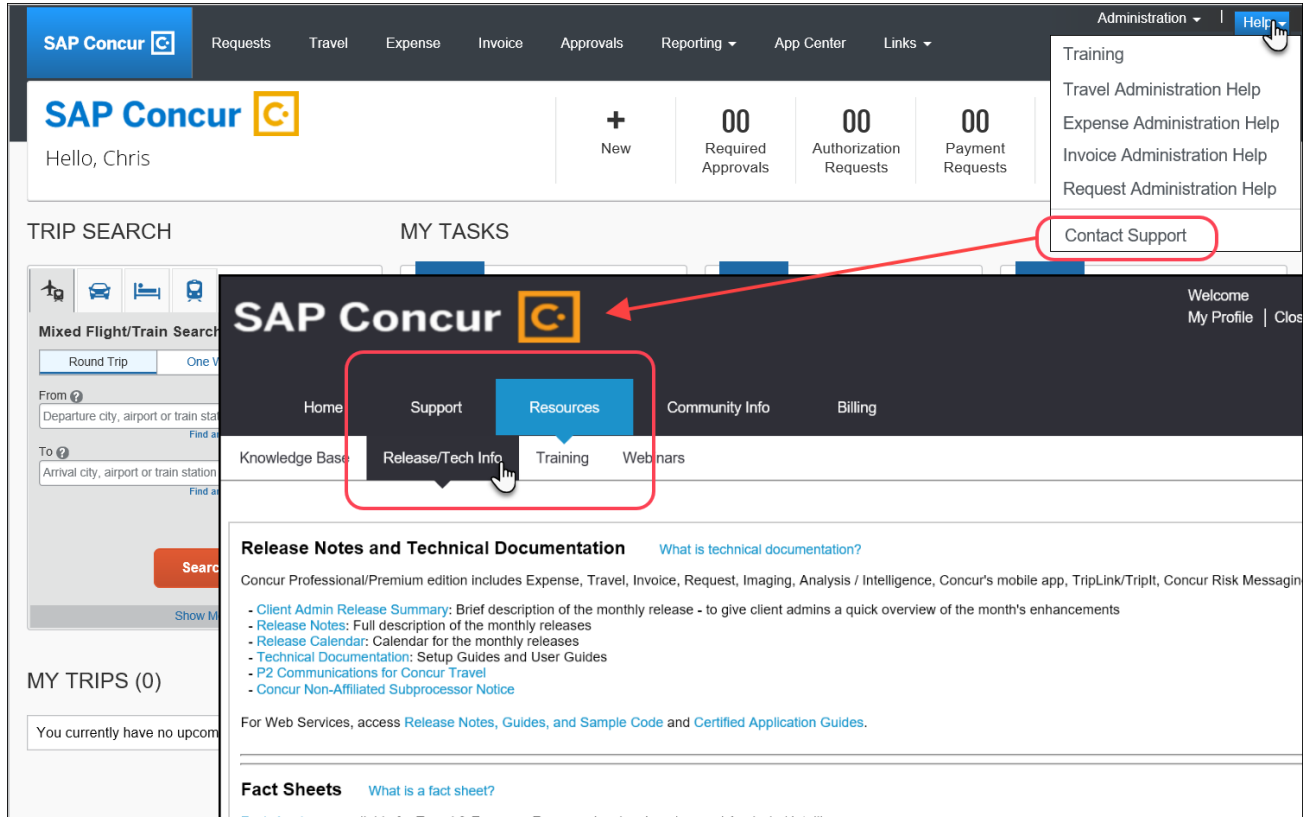 Administration
Help
SAP Concur
Requests
Travel
Expense
Invoice
Approvals
Reporting
App Center
Links
Training
Travel Administration Help
Expense Administration Help
Invoice Administration Help
Request Administration Help
Contact Support
SAP Concur
Hello, Chris
+
New
00
Required
Approvals
00
Authorization
Requests
00
Payment
Requests
TRIP SEARCH
MY TASKS
Mixed Flight/Train Search
Round Trip
One W
From ?
Departure city, airport or train stat
Find a
To ?
Arrival city, airport or train station
Find a
Searc
Show M
MY TRIPS (0)
You currently have no upcom
SAP Concur
Welcome
My Profile | Clos
Home
Support
Resources
Community Info
Billing
Knowledge Base
Release/Tech Info
Training
Webinars
Release Notes and Technical Documentation What is technical documentation?
Concur Professional/Premium edition includes Expense, Travel, Invoice, Request, Imaging, Analysis / Intelligence, Concur's mobile app, TripLink/TripIt, Concur Risk Messagin
- Client Admin Release Summary: Brief description of the monthly release - to give client admins a quick overview of the month's enhancements
- Release Notes: Full description of the monthly releases
- Release Calendar: Calendar for the monthly releases
- Technical Documentation: Setup Guides and User Guides
- P2 Communications for Concur Travel
- Concur Non-Affiliated Subprocessor Notice
For Web Services, access Release Notes, Guides, and Sample Code and Certified Application Guides.
Fact Sheets What is a fact sheet?